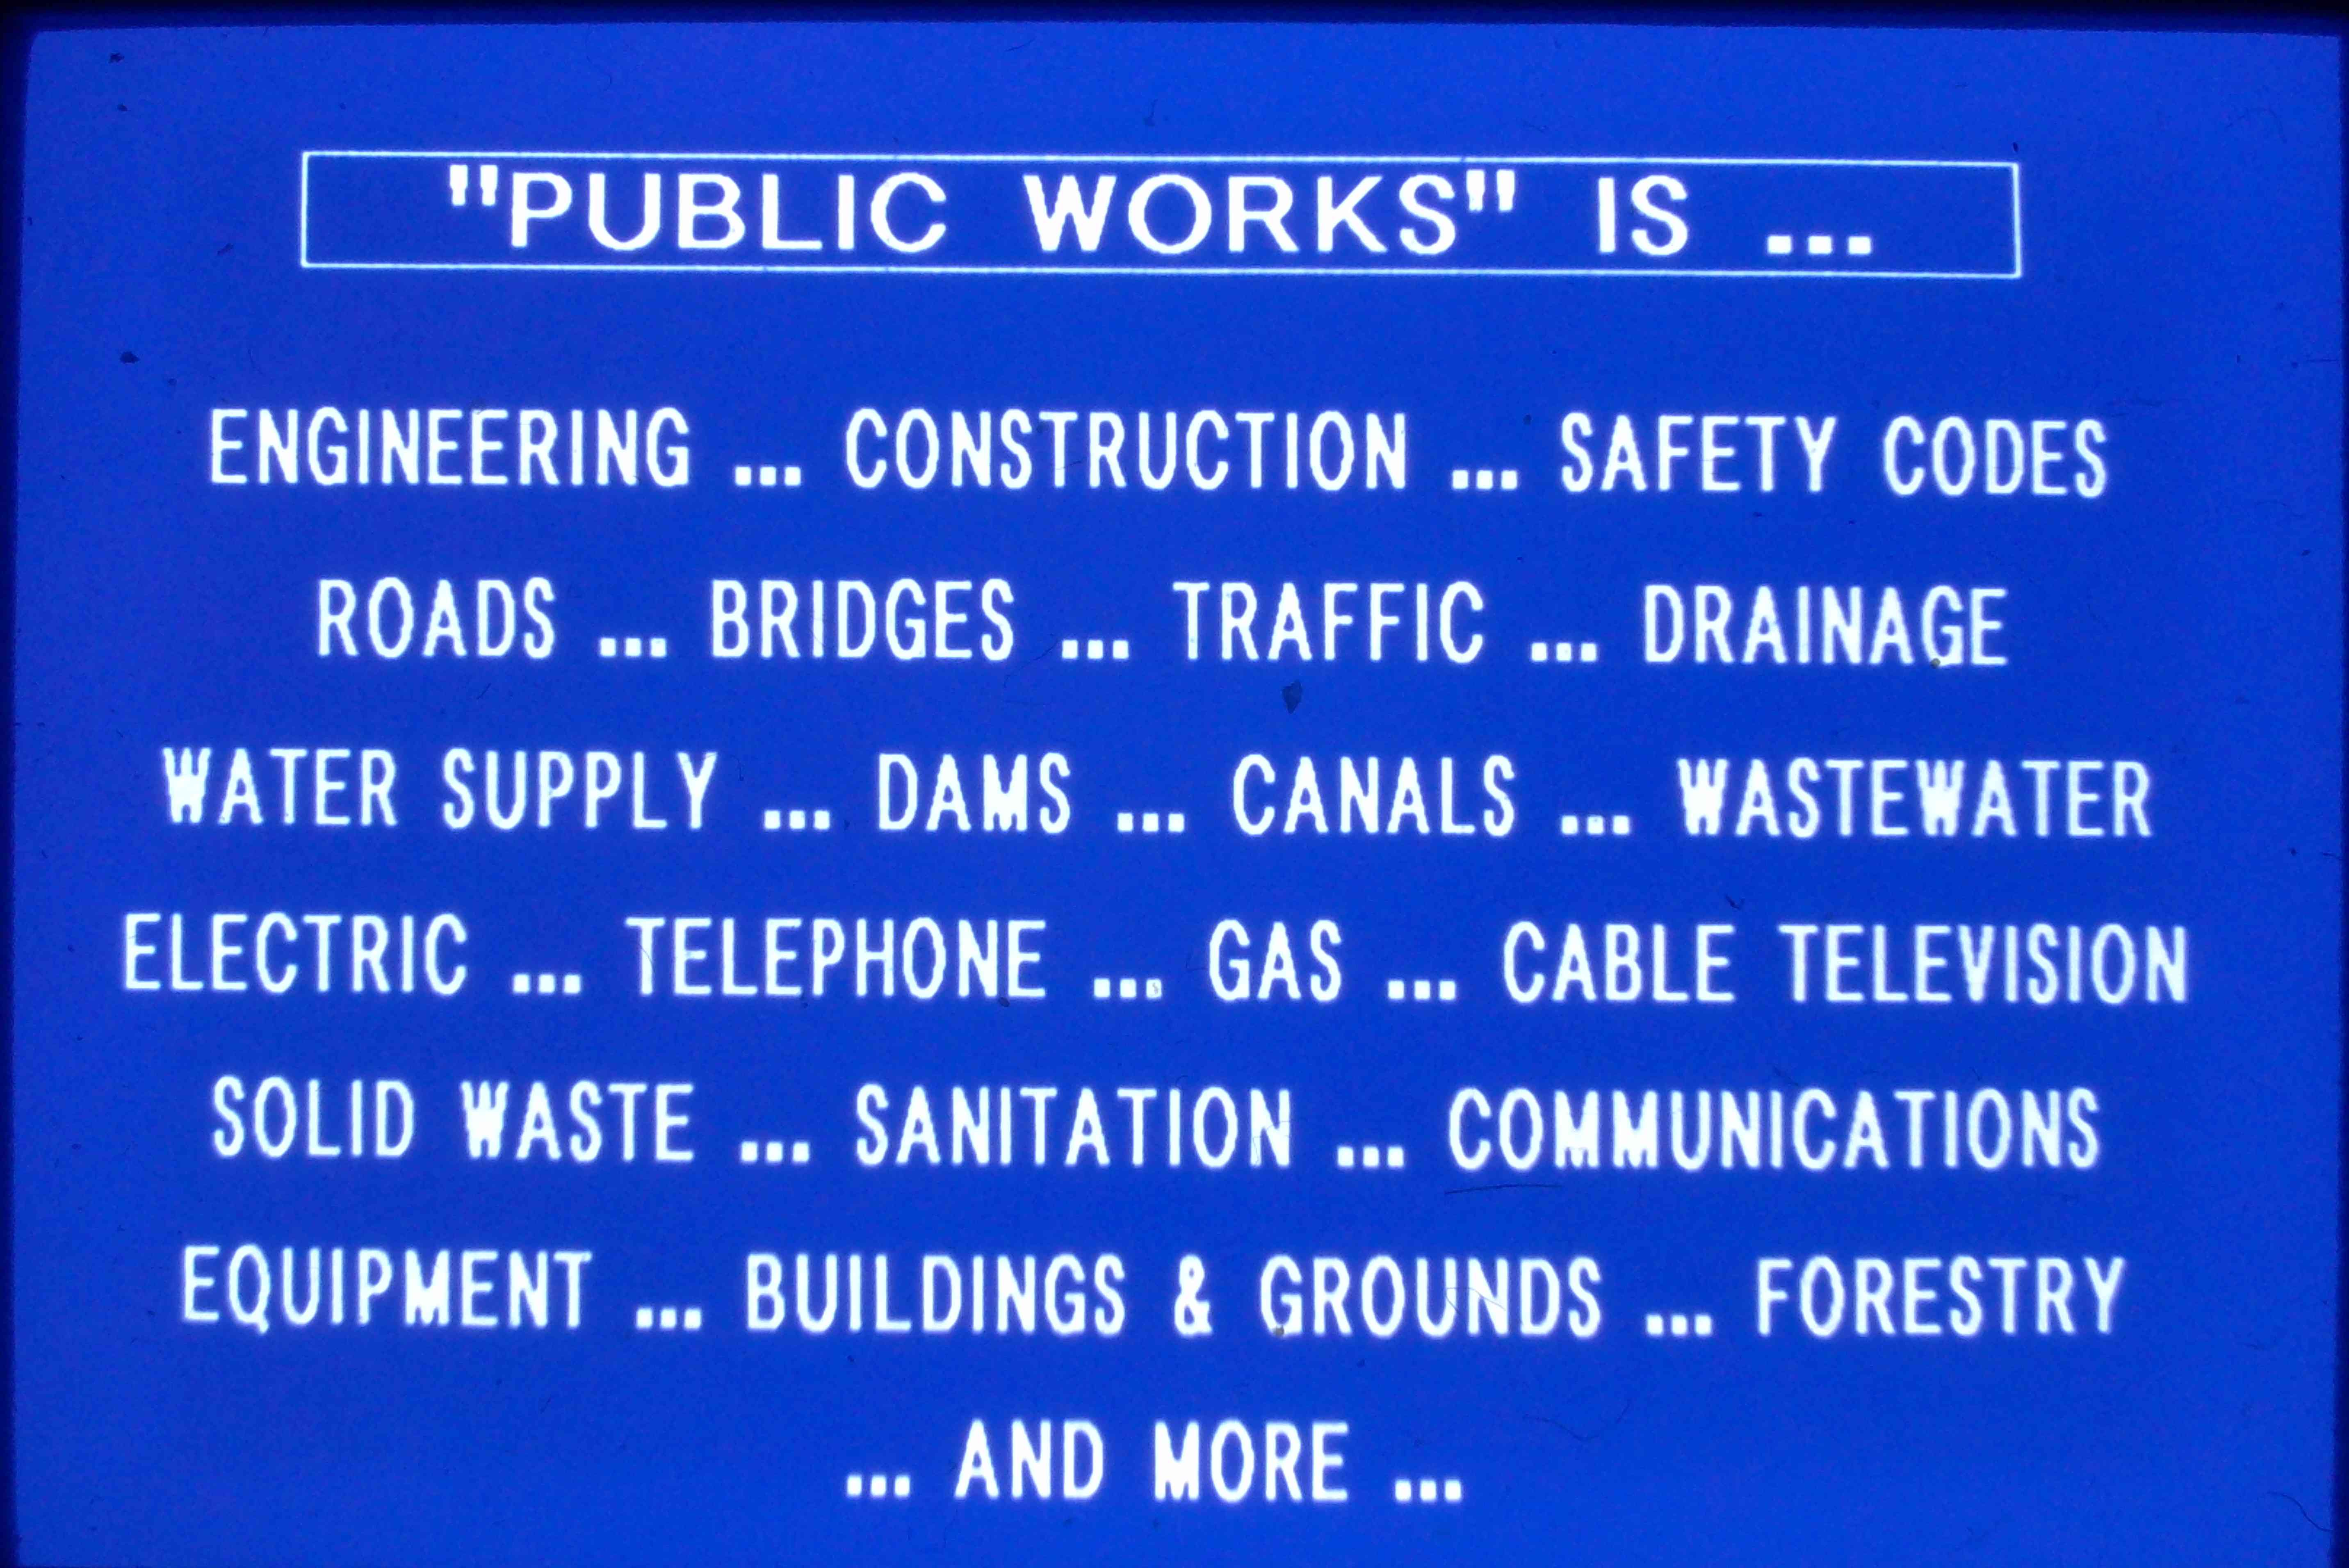 "PUBLIC WORKS" IS ...
ENGINEERING ... CONSTRUCTION ... SAFETY CODES
ROADS ... BRIDGES ... TRAFFIC ... DRAINAGE
WATER SUPPLY ... DAMS ... CANALS ... WASTEWATER
ELECTRIC ... TELEPHONE ... GAS ... CABLE TELEVISION
SOLID WASTE ... SANITATION ... COMMUNICATIONS
EQUIPMENT ... BUILDINGS & GROUNDS ... FORESTRY
... AND MORE ...